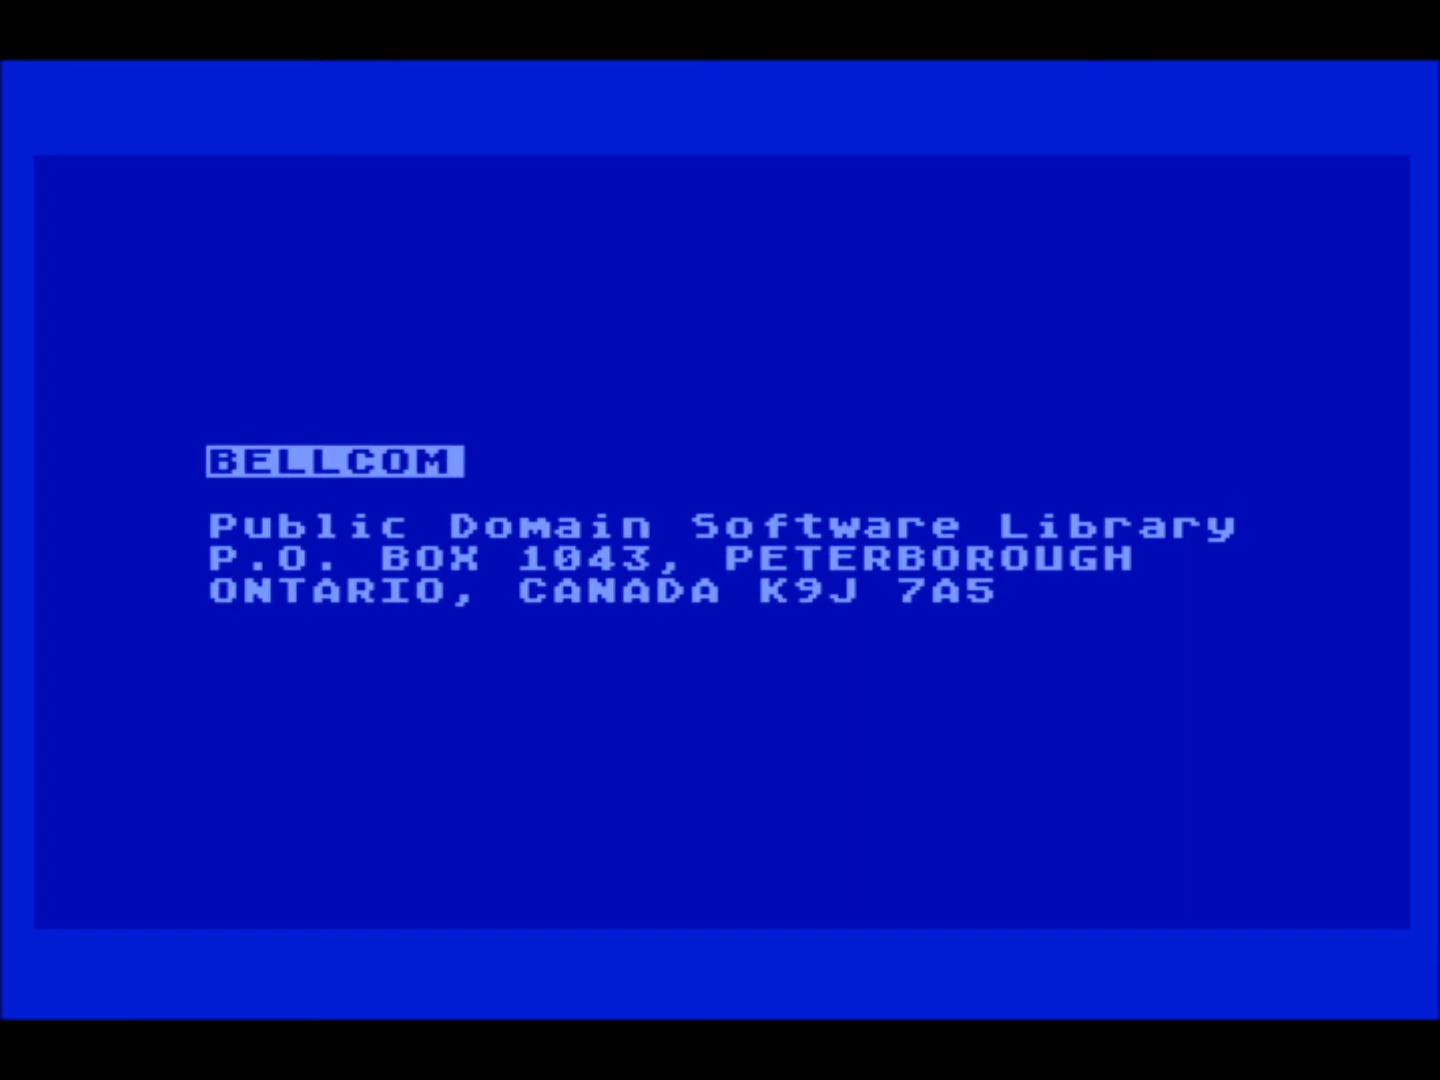 BELLCOM
Public Domain Software Library
P.O. BOX 1043, PETERBOROUGH
ONTARIO, CANADA K9J 7A5